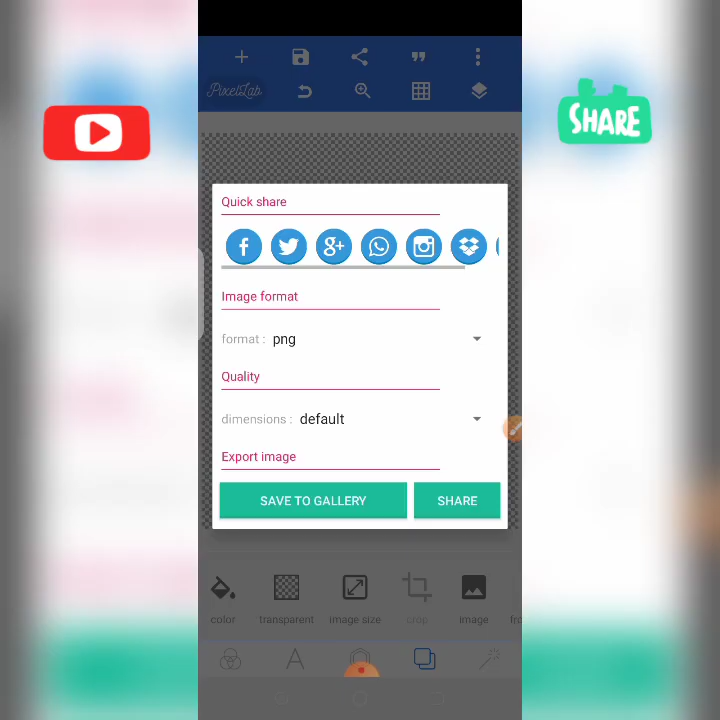 PixelLab
SHARE
Quick share
Image format
format : png
Quality
dimensions : default
Export image
SAVE TO GALLERY SHARE
color transparent image size crop image fr